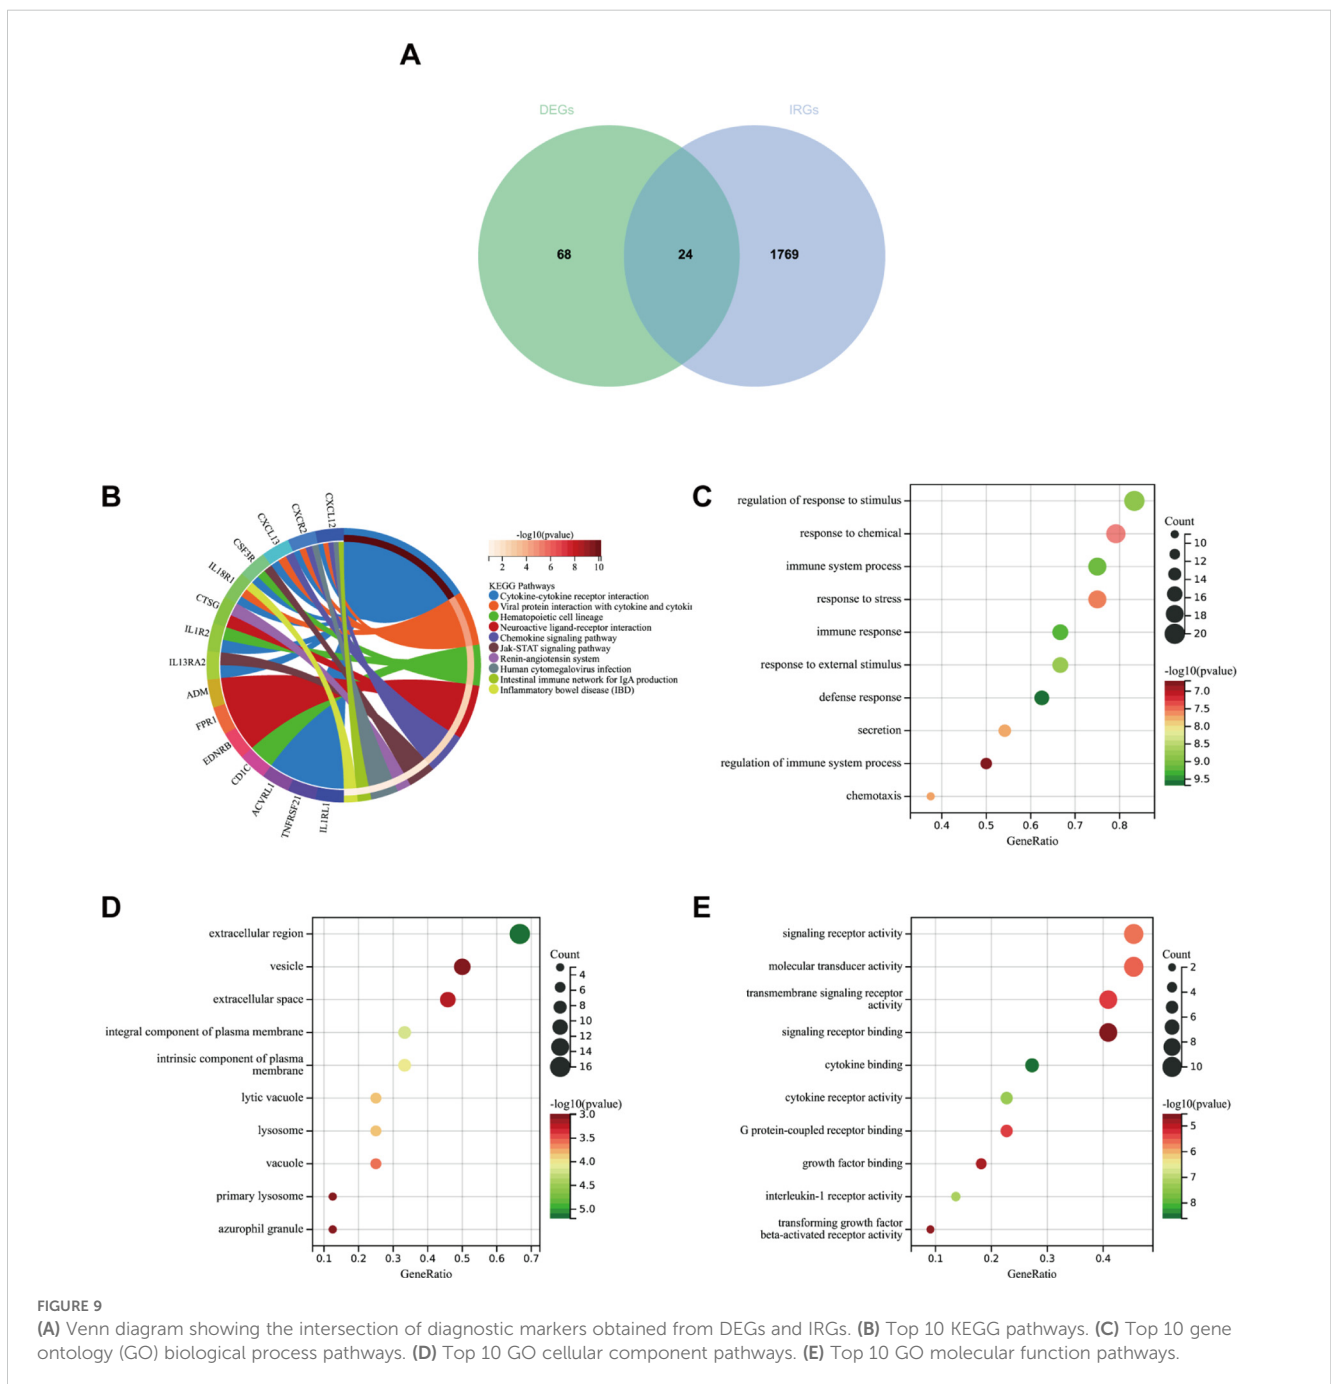 A
DEGs
IRGs
68
24
1769
B
CXCL12
CXCR2
CXCL13
CSF3R
IL18R1
CTSG
IL1R2
IL13RA2
ADM
FPR1
EDNRB
CD1C
ACVRL1
TNFRSF21
IL1RL1
-log10(pvalue)
2 4 6 8 10
KEGG Pathways
Cytokine-cytokine receptor interaction
Viral protein interaction with cytokine and cytoki
Hematopoietic cell lineage
Neuroactive ligand-receptor interaction
Chemokine signaling pathway
Jak-STAT signaling pathway
Renin-angiotensin system
Human cytomegalovirus infection
Intestinal immune network for IgA production
Inflammatory bowel disease (IBD)
C
regulation of response to stimulus
response to chemical
immune system process
response to stress
immune response
response to external stimulus
defense response
secretion
regulation of immune system process
chemotaxis
0.4 0.5 0.6 0.7 0.8
GeneRatio
Count
10
12
14
16
18
20
-log10(pvalue)
7.0
7.5
8.0
8.5
9.0
9.5
D
extracellular region
vesicle
extracellular space
integral component of plasma membrane
intrinsic component of plasma
membrane
lytic vacuole
lysosome
vacuole
primary lysosome
azurophil granule
0.1 0.2 0.3 0.4 0.5 0.6 0.7
GeneRatio
Count
4
6
8
10
12
14
16
-log10(pvalue)
3.0
3.5
4.0
4.5
5.0
E
signaling receptor activity
molecular transducer activity
transmembrane signaling receptor
activity
signaling receptor binding
cytokine binding
cytokine receptor activity
G protein-coupled receptor binding
growth factor binding
interleukin-1 receptor activity
transforming growth factor
beta-activated receptor activity
0.1 0.2 0.3 0.4
GeneRatio
Count
2
4
6
8
10
-log10(pvalue)
5
6
7
8
FIGURE 9
(A) Venn diagram showing the intersection of diagnostic markers obtained from DEGs and IRGs. (B) Top 10 KEGG pathways. (C) Top 10 gene
ontology (GO) biological process pathways. (D) Top 10 GO cellular component pathways. (E) Top 10 GO molecular function pathways.